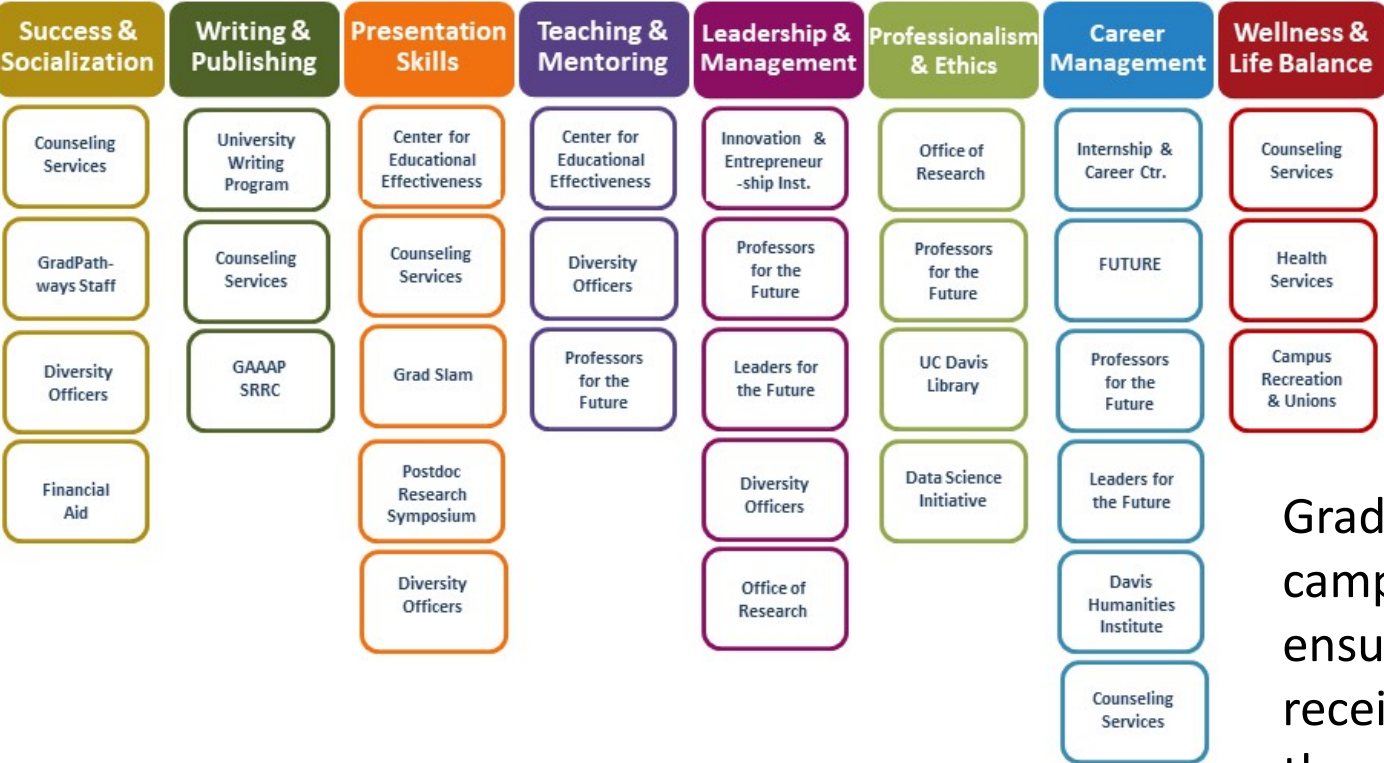 Success &
Socialization
Counseling
Services
GradPath-
ways Staff
Diversity
Officers
Financial
Aid
Writing &
Publishing
University
Writing
Program
Counseling
Services
GAAAP
SRRC
Presentation
Skills
Center for
Educational
Effectiveness
Counseling
Services
Grad Slam
Postdoc
Research
Symposium
Diversity
Officers
Teaching &
Mentoring
Center for
Educational
Effectiveness
Diversity
Officers
Professors
for the
Future
Leadership &
Management
Innovation &
Entrepreneur
-ship Inst.
Professors
for the
Future
Leaders for
the Future
Diversity
Officers
Office of
Research
Professionalism
& Ethics
Office of
Research
Professors
for the
Future
UC Davis
Library
Data Science
Initiative
Career
Management
Internship &
Career Ctr.
FUTURE
Professors
for the
Future
Leaders for
the Future
Davis
Humanities
Institute
Counseling
Services
Wellness &
Life Balance
Counseling
Services
Health
Services
Campus
Recreation
& Unions
Grad
camp
ensu
recei